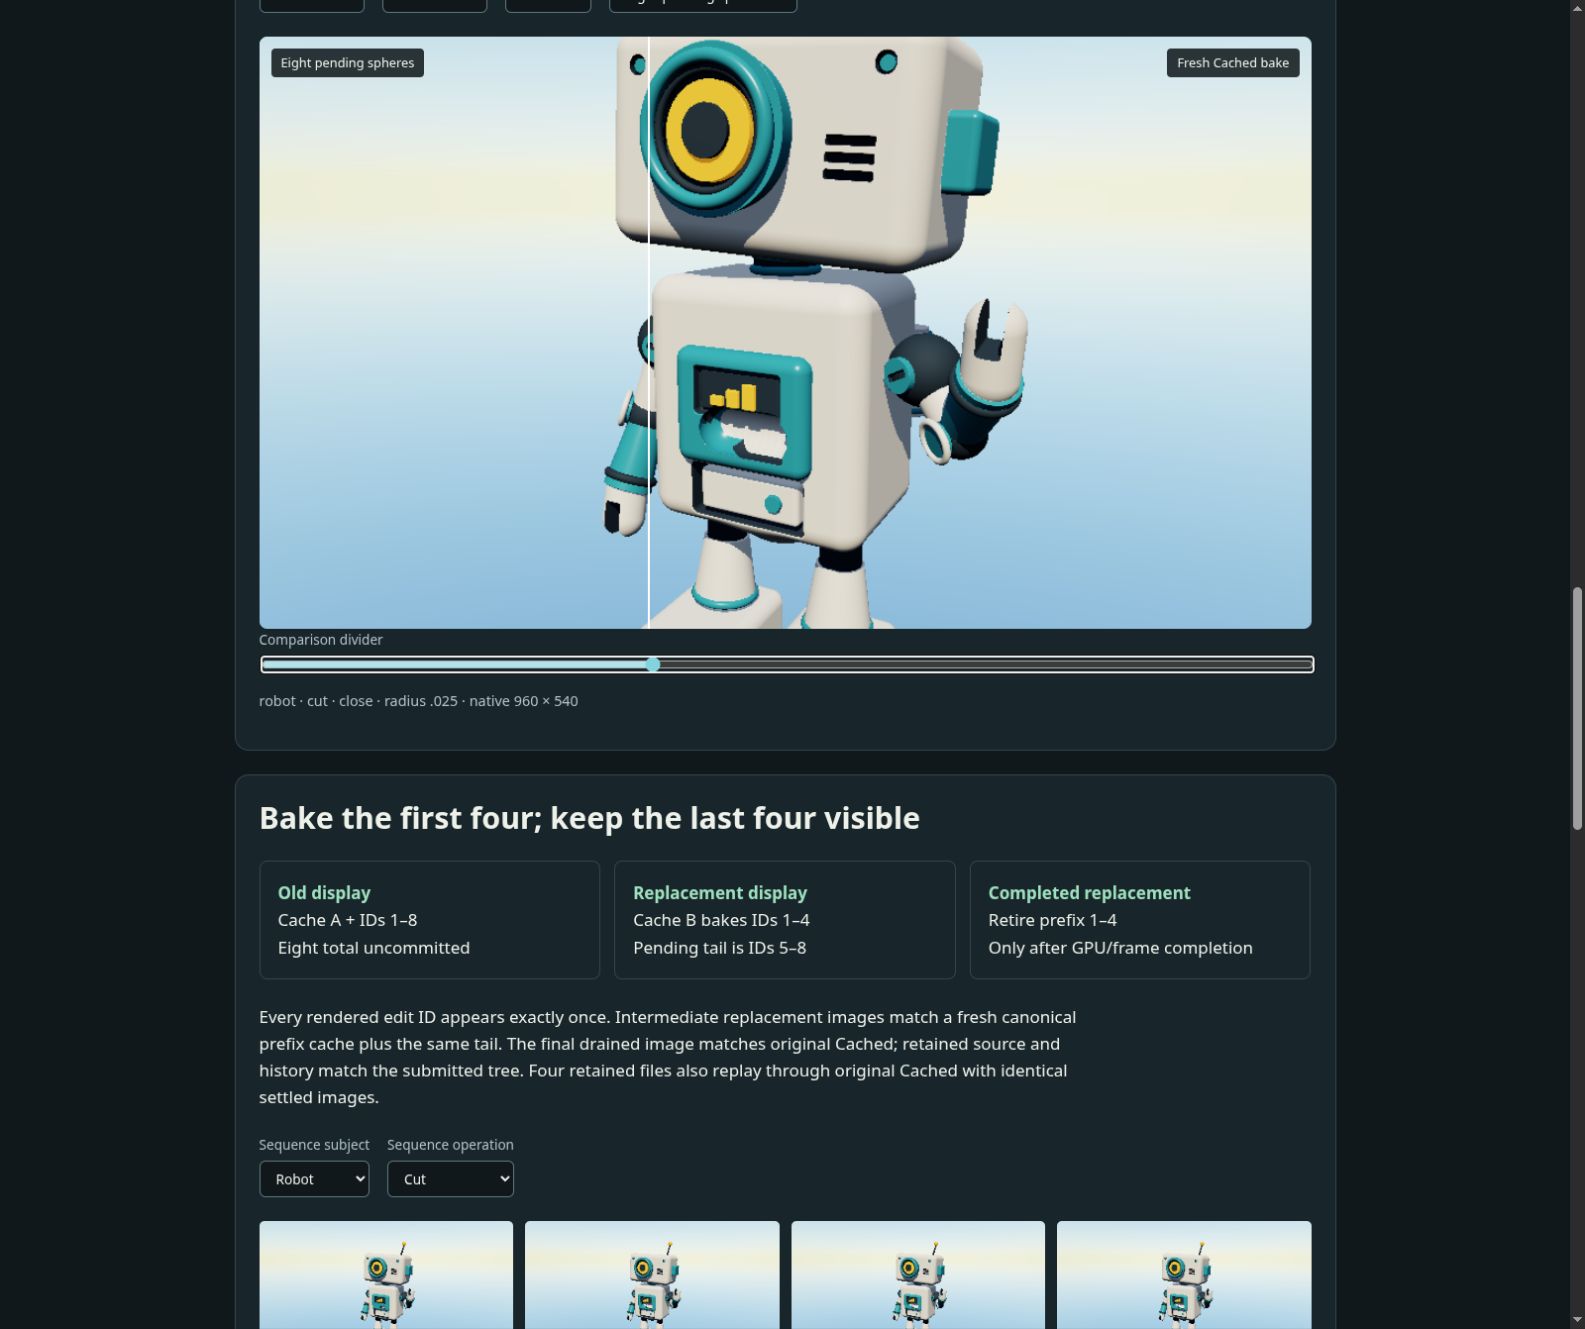 Eight pending spheres
Fresh Cached bake
Comparison divider
robot · cut · close · radius .025 · native 960 × 540
Bake the first four; keep the last four visible
Old display
Cache A + IDs 1–8
Eight total uncommitted
Replacement display
Cache B bakes IDs 1–4
Pending tail is IDs 5–8
Completed replacement
Retire prefix 1–4
Only after GPU/frame completion
Every rendered edit ID appears exactly once. Intermediate replacement images match a fresh canonical
prefix cache plus the same tail. The final drained image matches original Cached; retained source and
history match the submitted tree. Four retained files also replay through original Cached with identical
settled images.
Sequence subject
Sequence operation
Robot
Cut